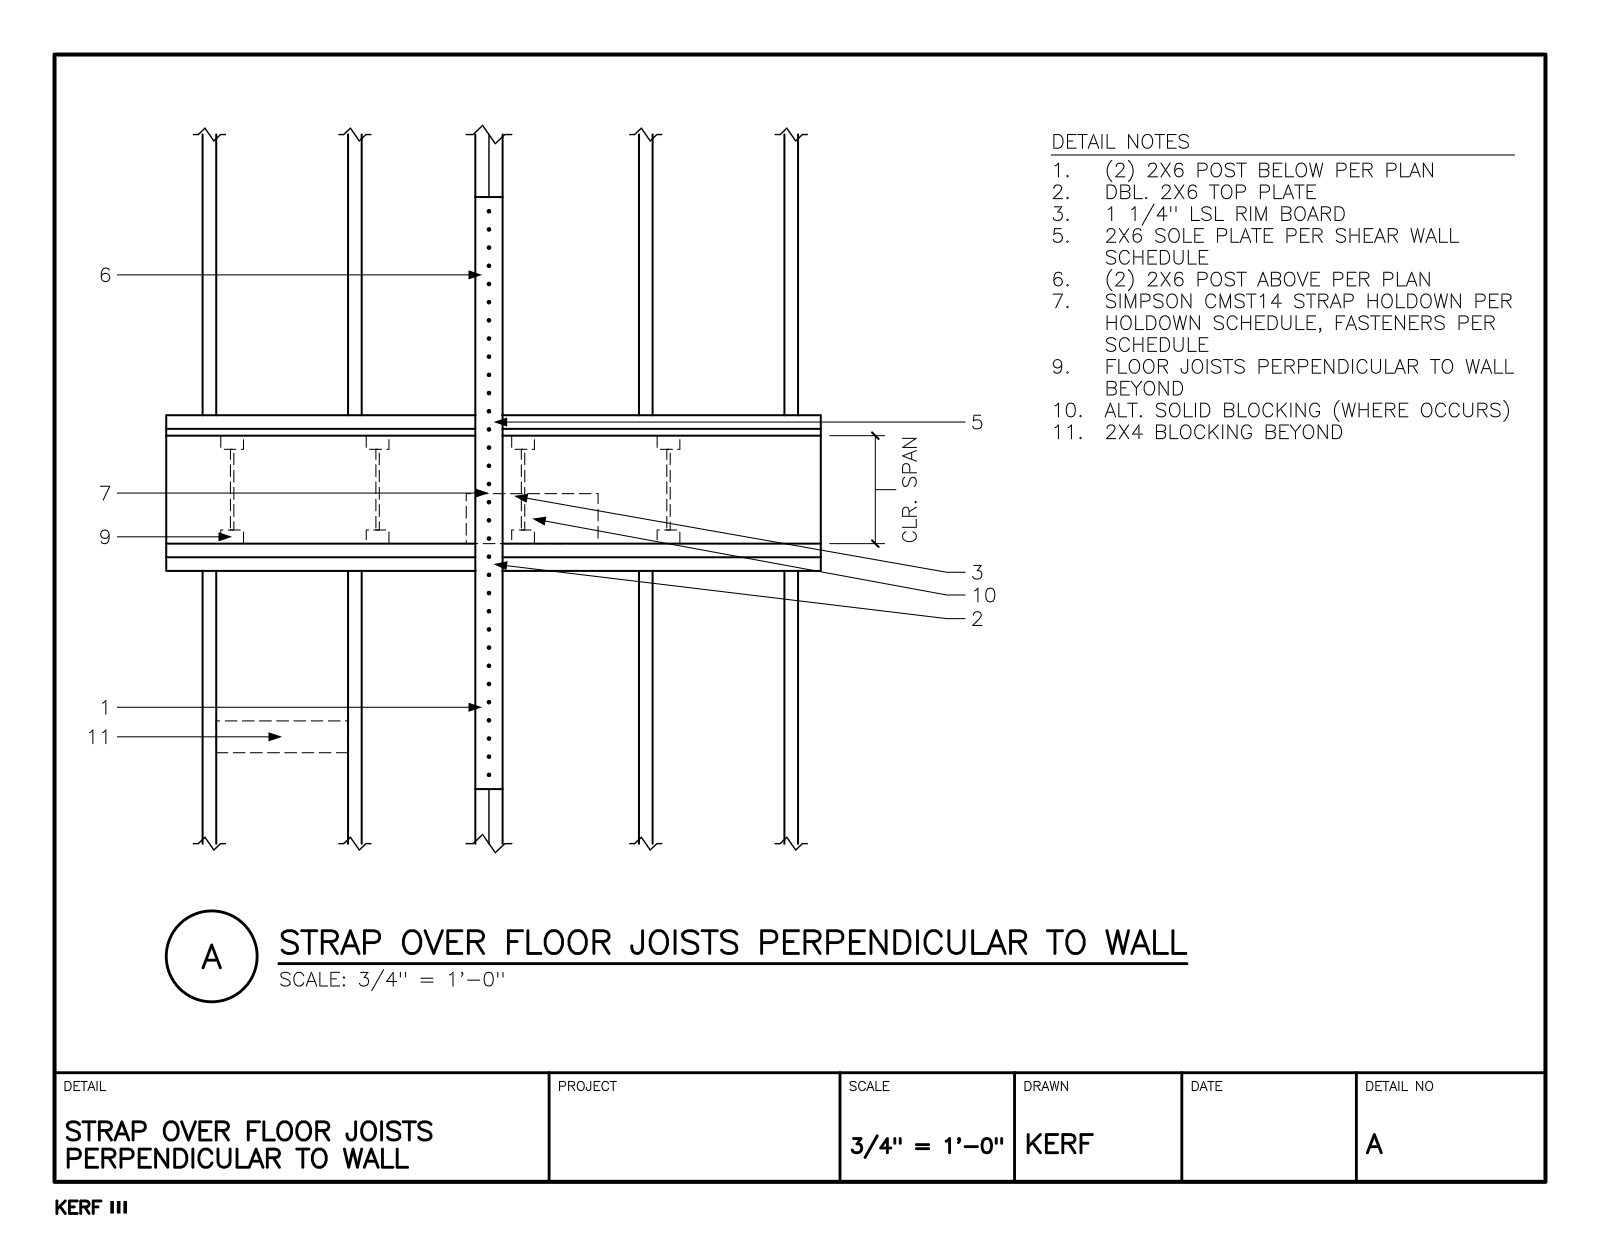 DETAIL NOTES
1. (2) 2X6 POST BELOW PER PLAN
2. DBL. 2X6 TOP PLATE
3. 1 1/4" LSL RIM BOARD
5. 2X6 SOLE PLATE PER SHEAR WALL
SCHEDULE
6. (2) 2X6 POST ABOVE PER PLAN
7. SIMPSON CMST14 STRAP HOLDOWN PER
HOLDOWN SCHEDULE, FASTENERS PER
SCHEDULE
9. FLOOR JOISTS PERPENDICULAR TO WALL
BEYOND
10. ALT. SOLID BLOCKING (WHERE OCCURS)
11. 2X4 BLOCKING BEYOND
6
5
7
CLR. SPAN
9
3
10
2
1
11
A
STRAP OVER FLOOR JOISTS PERPENDICULAR TO WALL
SCALE: 3/4" = 1'-0"
DETAIL
STRAP OVER FLOOR JOISTS
PERPENDICULAR TO WALL
PROJECT
SCALE
3/4" = 1'-0"
DRAWN
KERF
DATE
DETAIL NO
A
KERF III